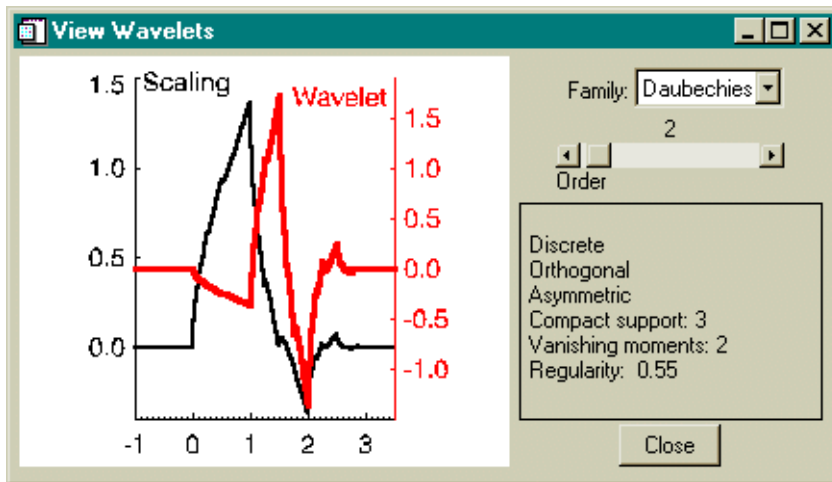 View Wavelets
Scaling
Wavelet
1.5
1.0
0.5
0.0
1.5
1.0
0.5
0.0
-0.5
-1.0
-1 0 1 2 3
Family: Daubechies
2
Order
Discrete
Orthogonal
Asymmetric
Compact support: 3
Vanishing moments: 2
Regularity: 0.55
Close